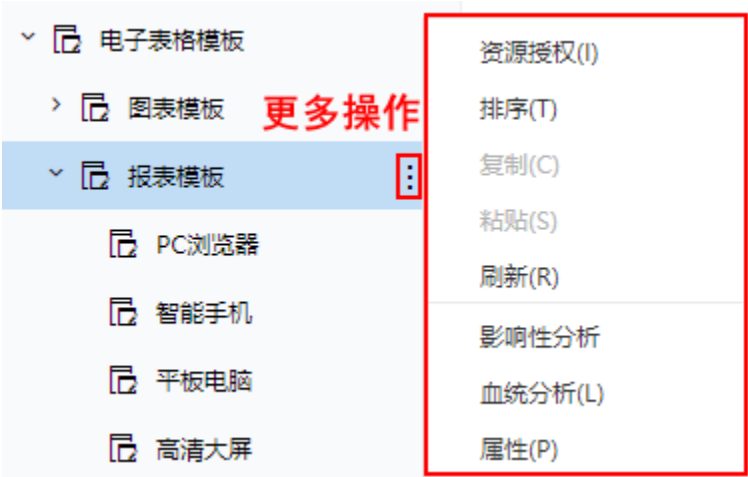 电子表格模板
图表模板
更多操作
报表模板
PC浏览器
智能手机
平板电脑
高清大屏
资源授权(I)
排序(T)
复制(C)
粘贴(S)
刷新(R)
影响性分析
血统分析(L)
属性(P)